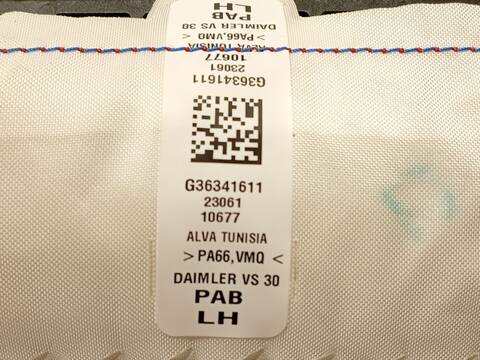 PAB
LH
DAIMLER VS 30
> PA66,VMQ <
ALVA TUNISIA
10677
23061
G36341611
G36341611
23061
10677
ALVA TUNISIA
> PA66,VMQ <
DAIMLER VS 30
PAB
LH